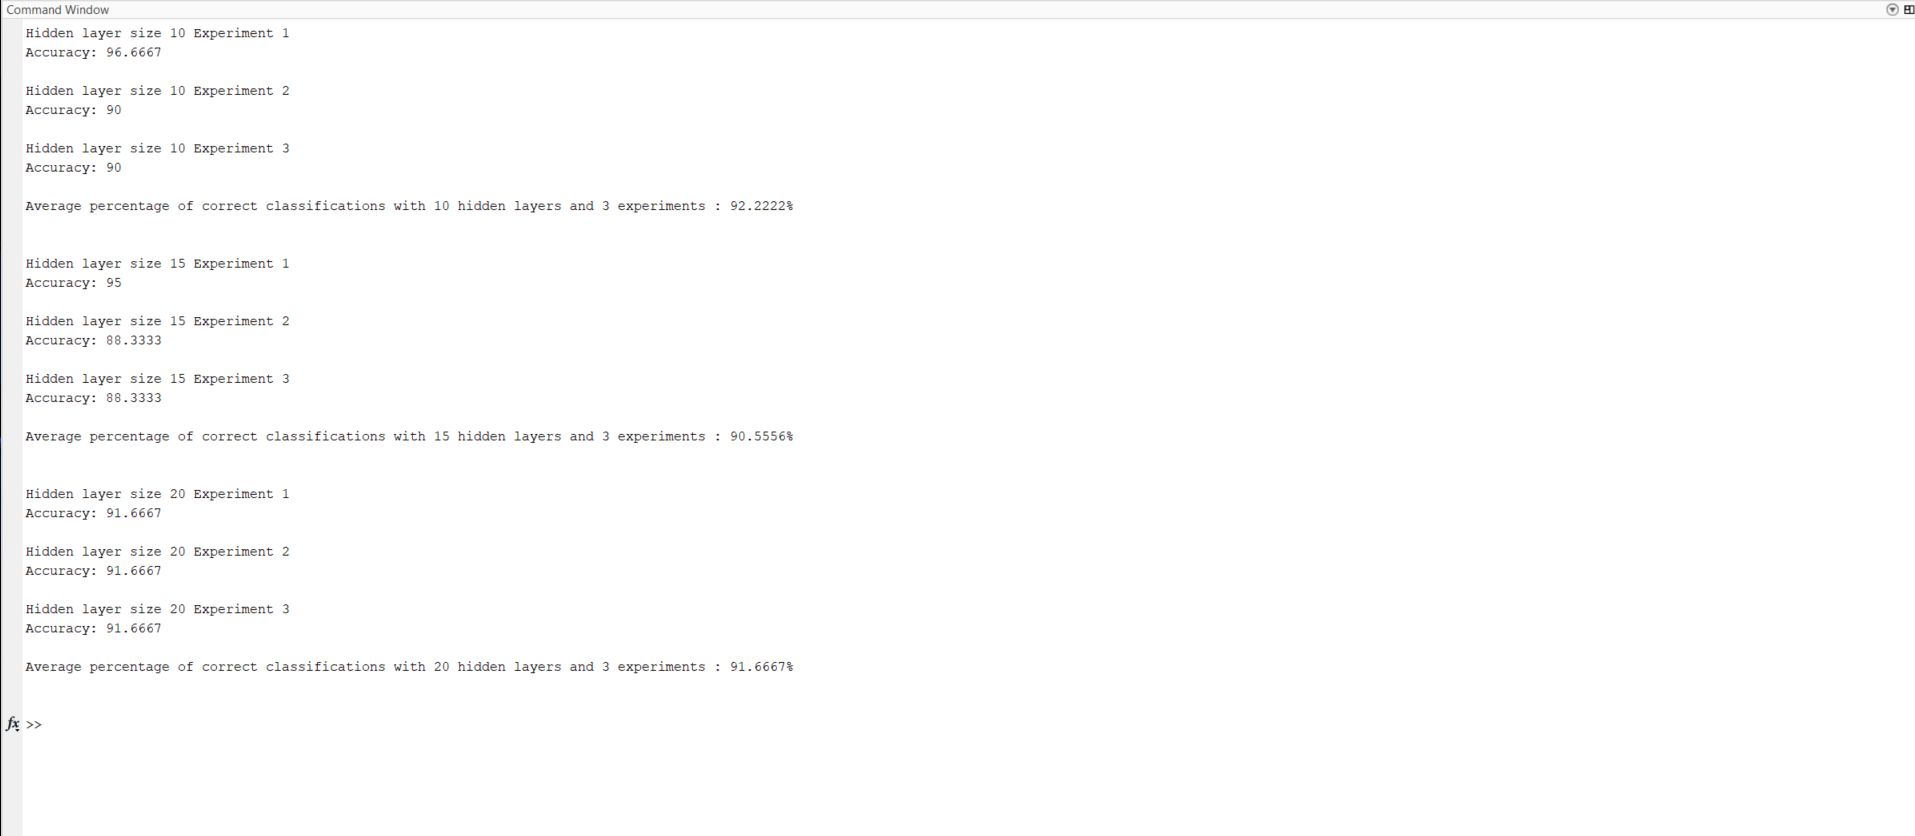 Command Window
Hidden layer size 10 Experiment 1
Accuracy: 96.6667
Hidden layer size 10 Experiment 2
Accuracy: 90
Hidden layer size 10 Experiment 3
Accuracy: 90
Average percentage of correct classifications with 10 hidden layers and 3 experiments : 92.2222%
Hidden layer size 15 Experiment 1
Accuracy: 95
Hidden layer size 15 Experiment 2
Accuracy: 88.3333
Hidden layer size 15 Experiment 3
Accuracy: 88.3333
Average percentage of correct classifications with 15 hidden layers and 3 experiments : 90.5556%
Hidden layer size 20 Experiment 1
Accuracy: 91.6667
Hidden layer size 20 Experiment 2
Accuracy: 91.6667
Hidden layer size 20 Experiment 3
Accuracy: 91.6667
Average percentage of correct classifications with 20 hidden layers and 3 experiments : 91.6667%
fx >>